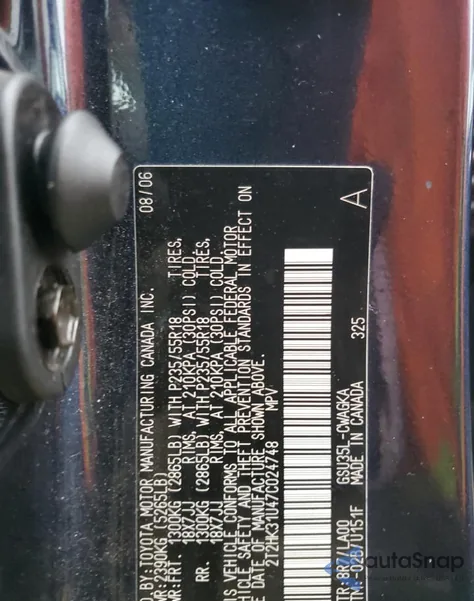 D BY: TOYOTA MOTOR MANUFACTURING CANADA INC. 08/06
WR: 2390KG (5265LB)
WR: FRT. 1300KG (2865LB) WITH P235/55R18 TIRES,
18X7JJ RIMS, AT 210KPA (30PSI) COLD
RR. 1300KG (2865LB) WITH P235/55R18 TIRES,
18X7JJ RIMS, AT 210KPA (30PSI) COLD
IS VEHICLE CONFORMS TO ALL APPLICABLE FEDERAL MOTOR
VEHICLE SAFETY AND THEFT PREVENTION STANDARDS IN EFFECT ON
E DATE OF MANUFACTURE SHOWN ABOVE.
2T2HK31U47C024748 MPV
325 A
GSU35L-CWAGKA
MADE IN CANADA
autoSnap